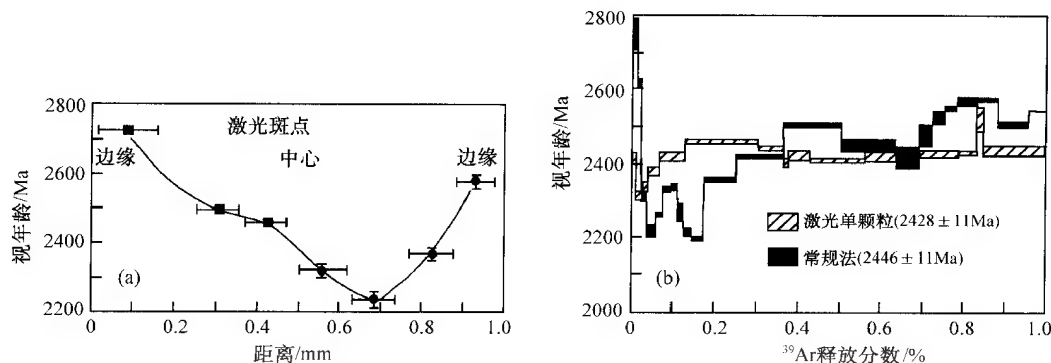 2800
2700
2600
2400
2200
视年龄/Ma
激光斑点
边缘
中心
边缘
(a)
0
0.2
0.4
0.6
0.8
1.0
距离/mm
2800
2600
2400
2200
2000
视年龄/Ma
激光单颗粒(2428±11Ma)
常规法(2446±11Ma)
(b)
0
0.2
0.4
0.6
0.8
1.0
³⁹Ar释放分数/%